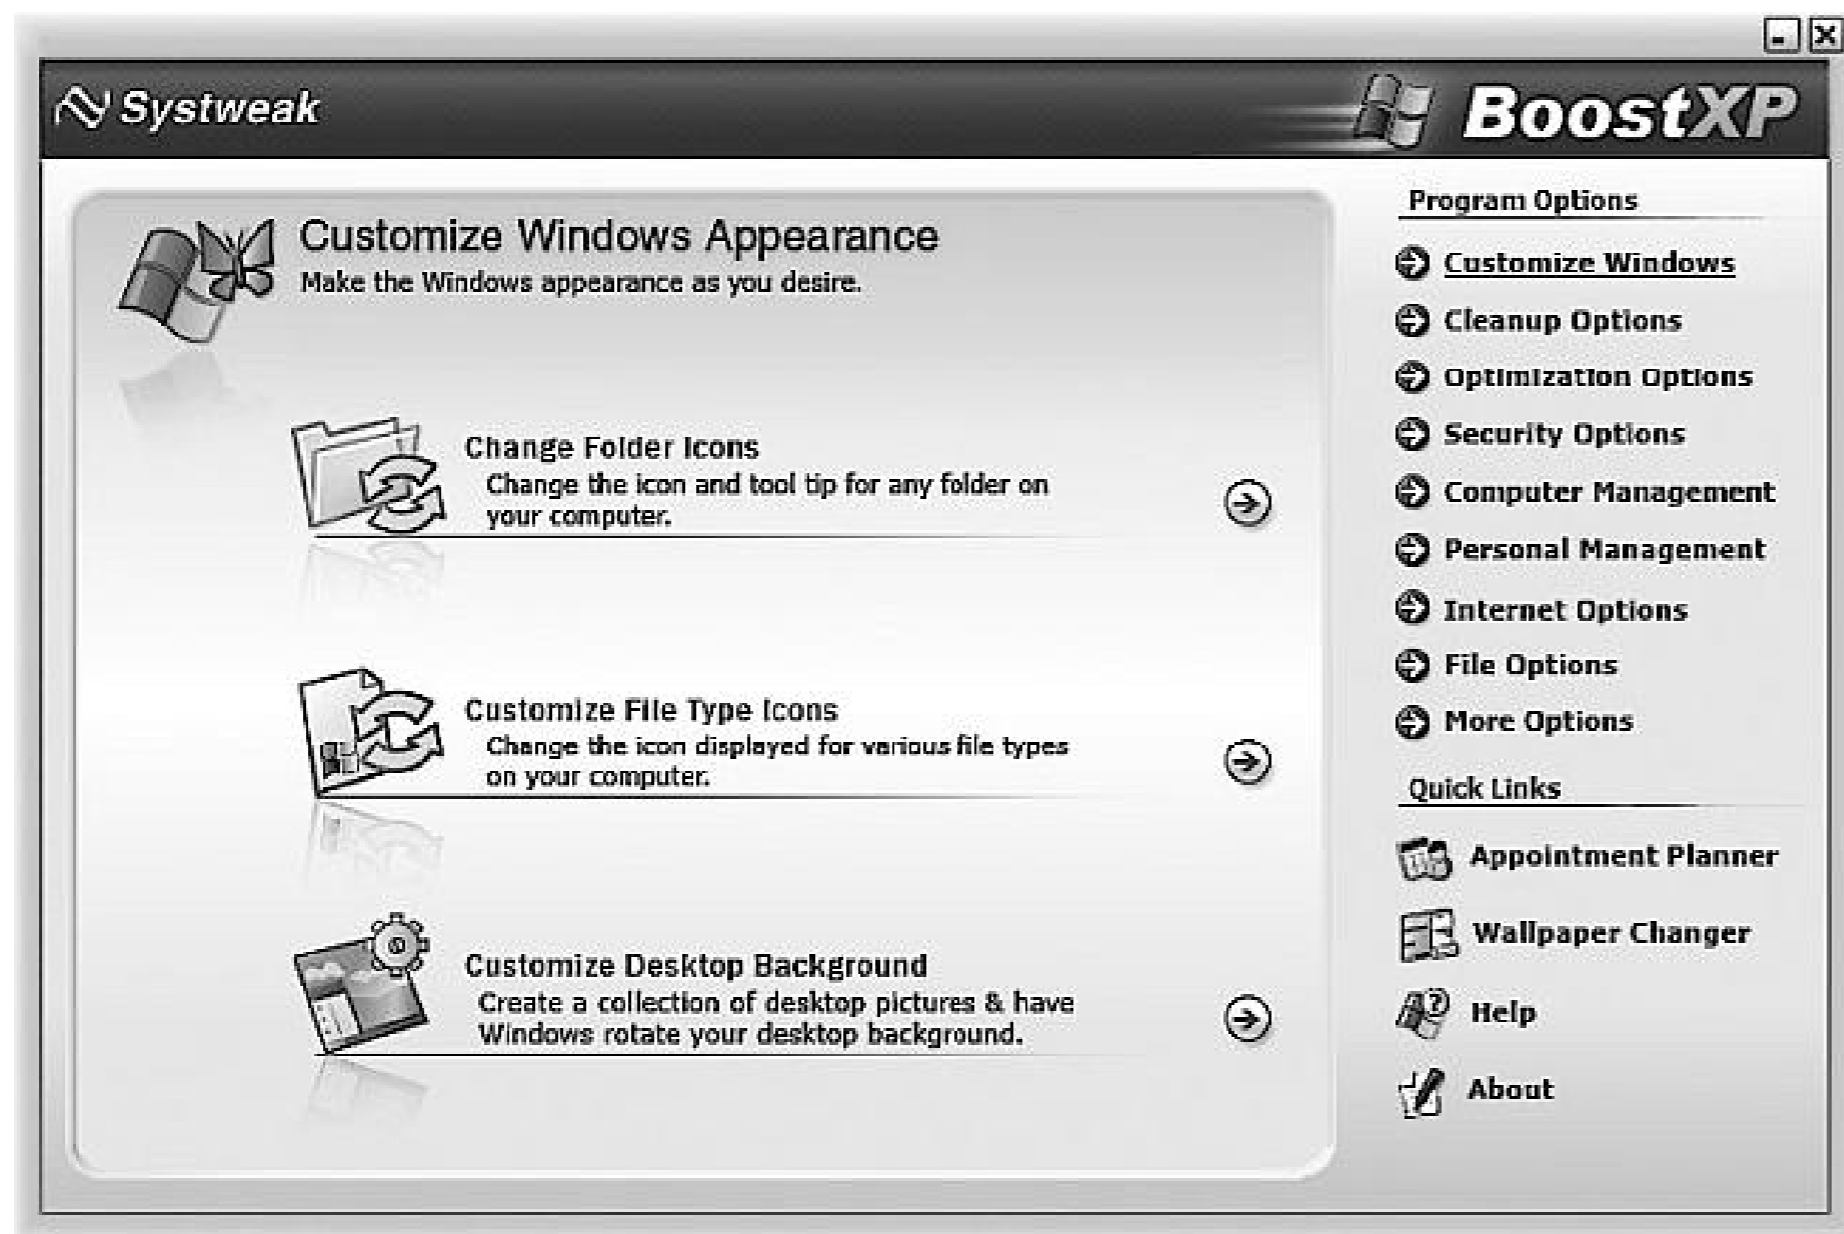 Systweak
BoostXP
Customize Windows Appearance
Make the Windows appearance as you desire.
Change Folder Icons
Change the icon and tool tip for any folder on
your computer.
Customize File Type Icons
Change the icon displayed for various file types
on your computer.
Customize Desktop Background
Create a collection of desktop pictures & have
Windows rotate your desktop background.
Program Options
Customize Windows
Cleanup Options
Optimization Options
Security Options
Computer Management
Personal Management
Internet Options
File Options
More Options
Quick Links
Appointment Planner
Wallpaper Changer
Help
About